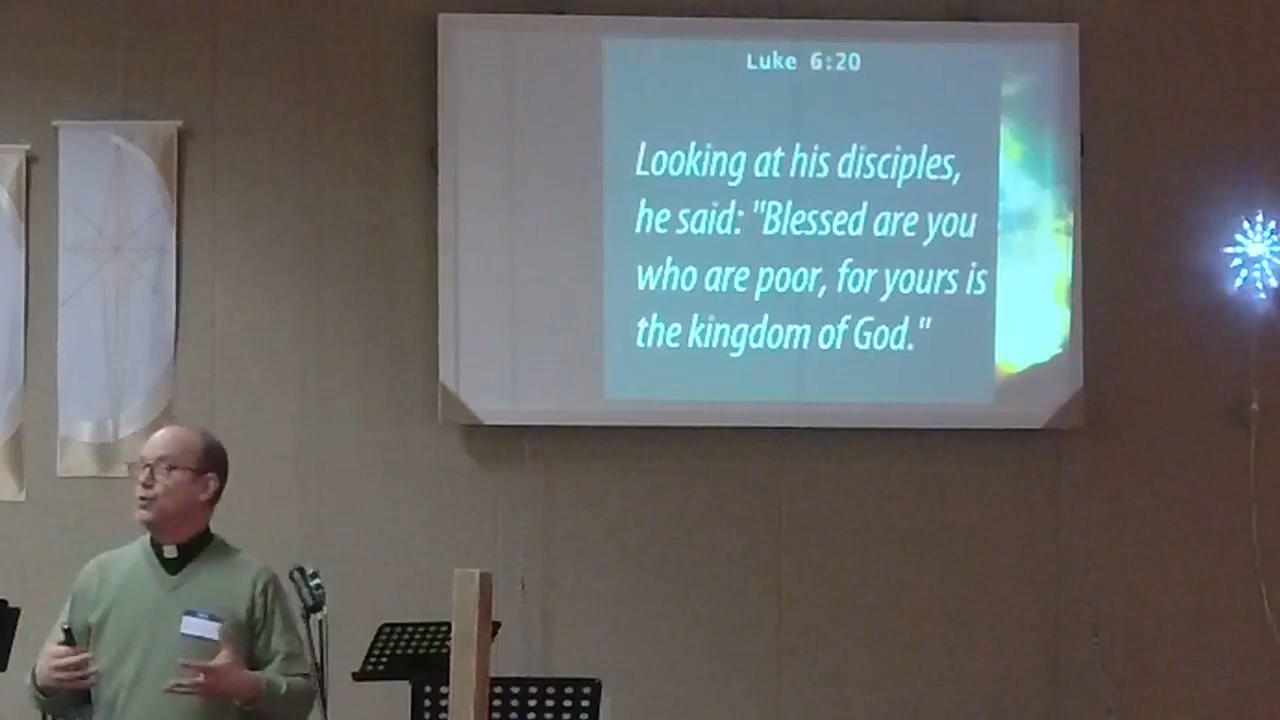 Luke 6:20
Looking at his disciples,
he said: "Blessed are you
who are poor, for yours is
the kingdom of God."